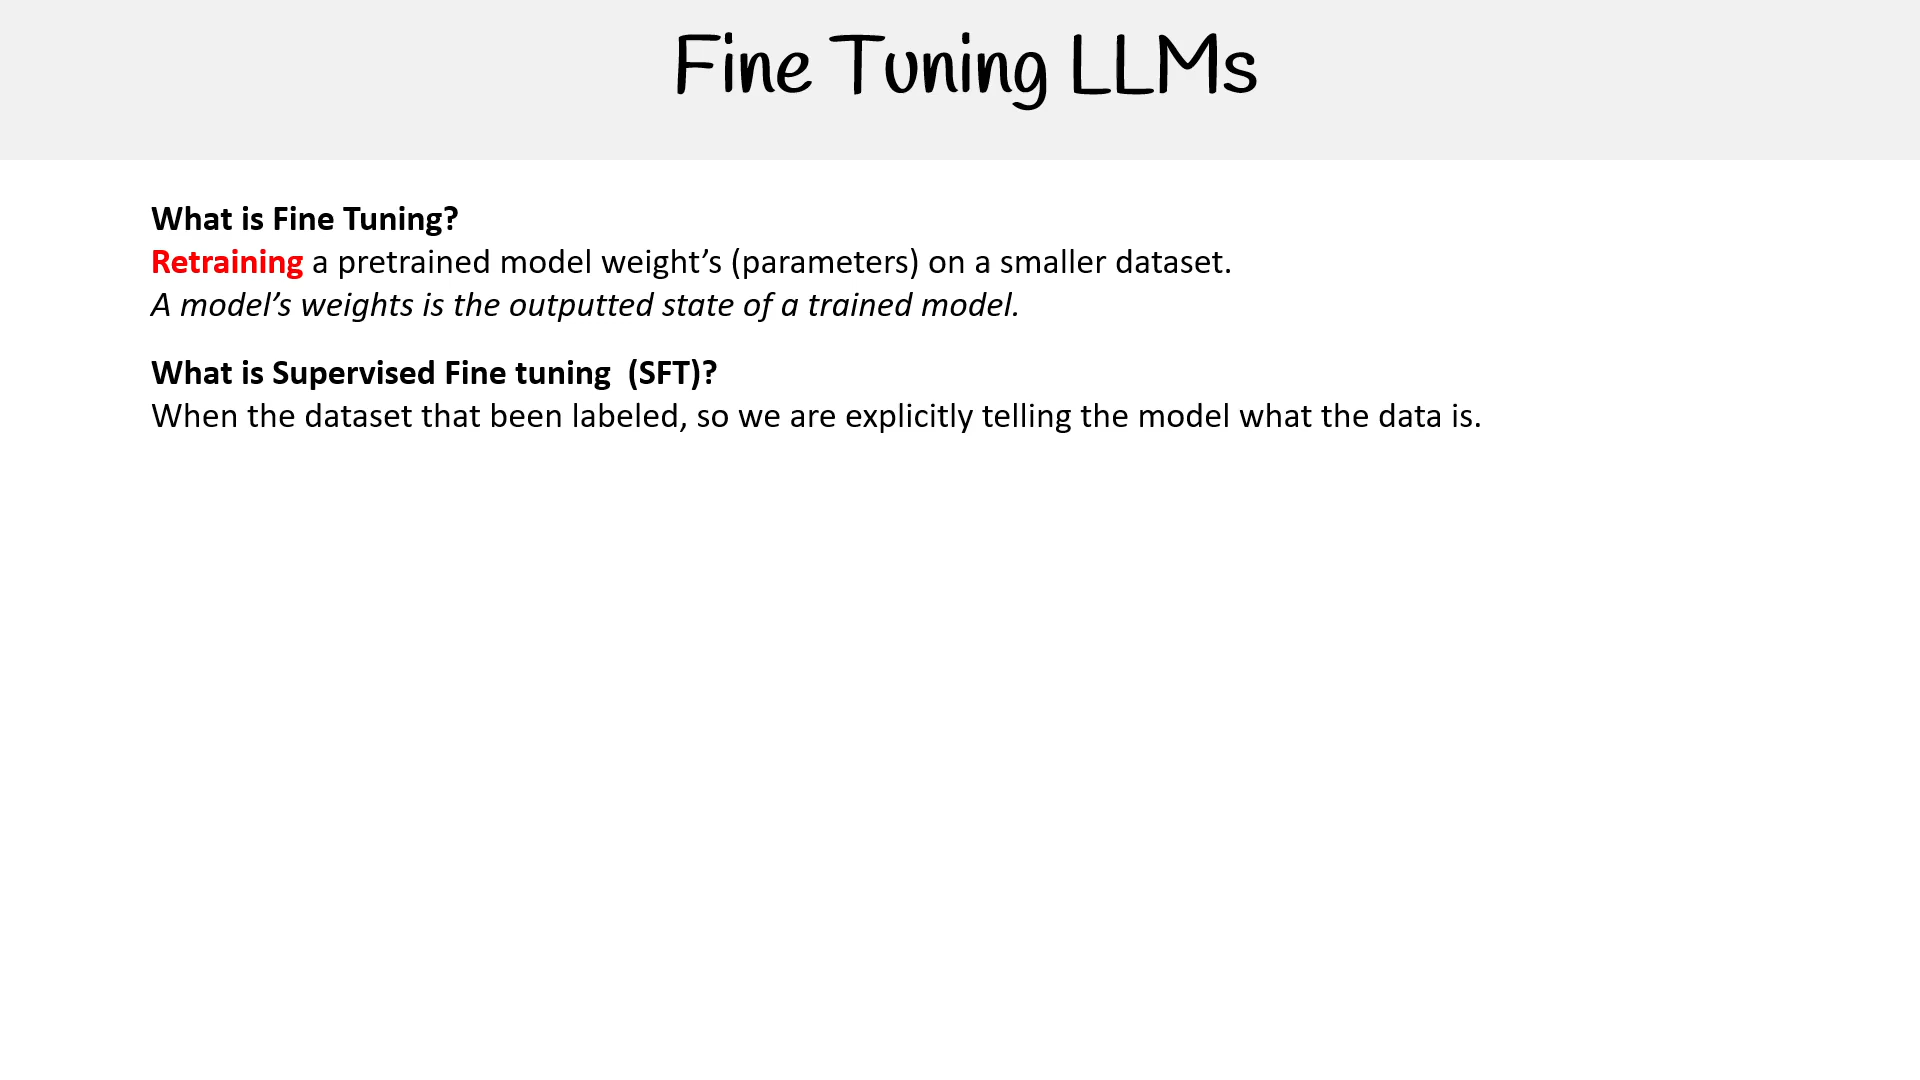 Fine Tuning LLMs
What is Fine Tuning?
Retraining a pretrained model weight’s (parameters) on a smaller dataset.
A model’s weights is the outputted state of a trained model.
What is Supervised Fine tuning  (SFT)?
When the dataset that been labeled, so we are explicitly telling the model what the data is.